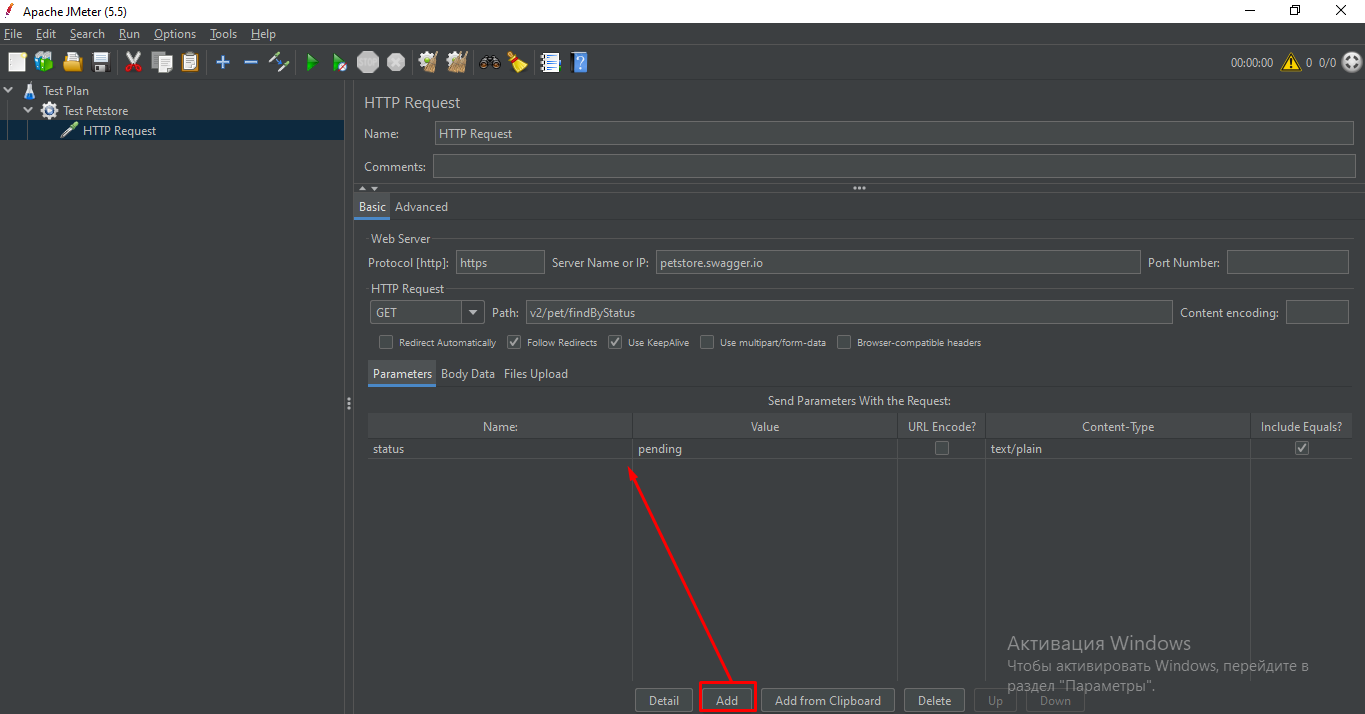 Apache JMeter (5.5)
File Edit Search Run Options Tools Help
STOP 00:00:00 0 0/0
Test Plan
Test Petstore
HTTP Request
HTTP Request
Name: HTTP Request
Comments:
Basic Advanced
Web Server
Protocol [http]: https Server Name or IP: petstore.swagger.io Port Number:
HTTP Request
GET Path: v2/pet/findByStatus Content encoding:
Redirect Automatically Follow Redirects Use KeepAlive Use multipart/form-data Browser-compatible headers
Parameters Body Data Files Upload
Send Parameters With the Request:
Name: Value URL Encode? Content-Type Include Equals?
status pending text/plain
Активация Windows
Чтобы активировать Windows, перейдите в
раздел "Параметры".
Detail Add Add from Clipboard Delete Up Down